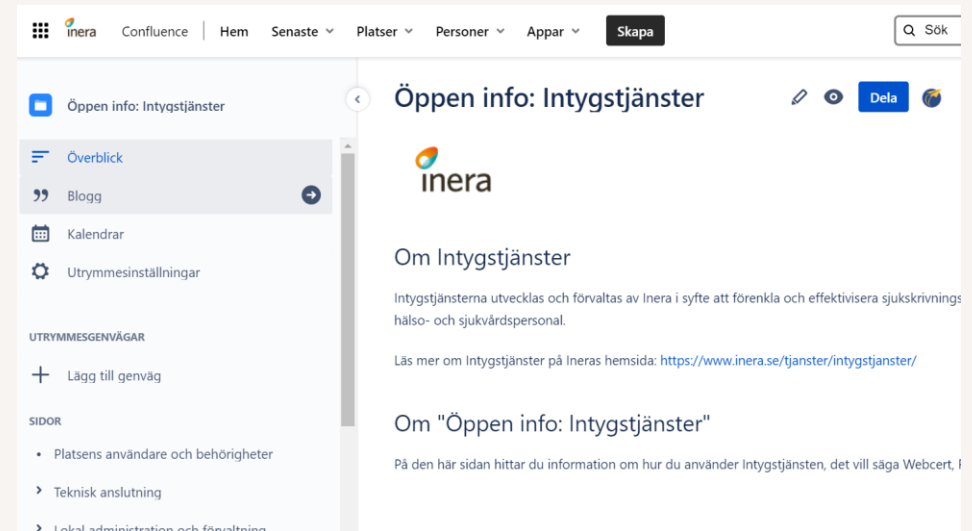 inera Confluence Hem Senaste Platser Personer Appar Skapa Sök
Öppen info: Intygstjänster
Överblick
Blogg
Kalendrar
Utrymmesinställningar
UTRYMMESGENVÄGAR
Lägg till genväg
SIDOR
Platsens användare och behörigheter
Teknisk anslutning
Lokal administration och förvaltning
Öppen info: Intygstjänster Dela
inera
Om Intygstjänster
Intygstjänsterna utvecklas och förvaltas av Inera i syfte att förenkla och effektivisera sjukskrivnings
hälso- och sjukvårdspersonal.
Läs mer om Intygstjänster på Ineras hemsida: https://www.inera.se/tjanster/intygstjanster/
Om "Öppen info: Intygstjänster"
På den här sidan hittar du information om hur du använder Intygstjänsten, det vill säga Webcert,